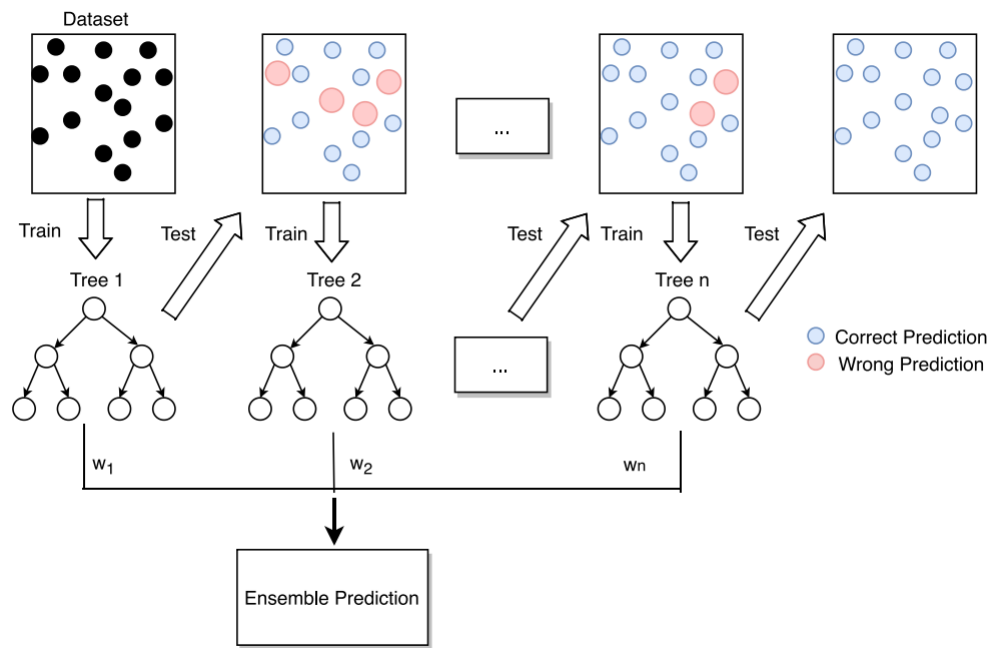 Dataset
...
Train
Test
Train
Test
Train
Test
Tree 1
Tree 2
Tree n
...
Correct Prediction
Wrong Prediction
w1
w2
wn
Ensemble Prediction